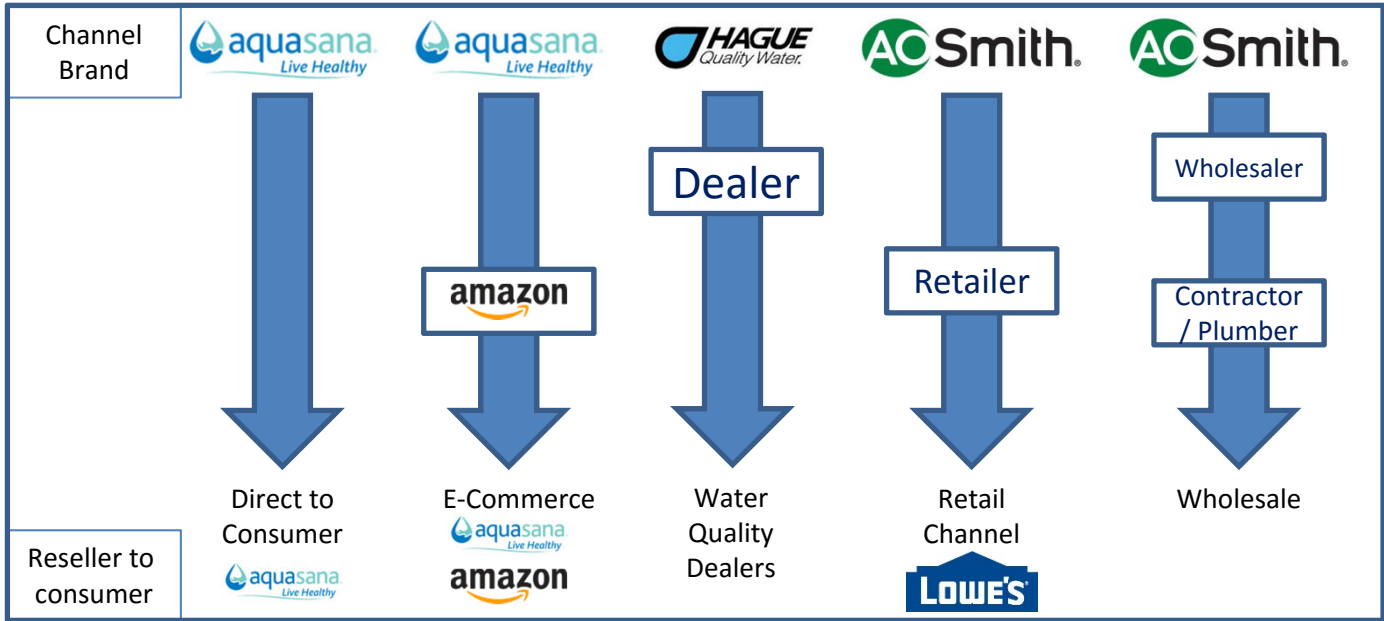 Channel
Brand
aquasana.
Live Healthy
aquasana.
Live Healthy
HAGUE
Quality Water.
AO Smith.
AO Smith.
Dealer
Wholesaler
amazon
Retailer
Contractor
/ Plumber
Direct to
Consumer
aquasana.
Live Healthy
E-Commerce
aquasana.
Live Healthy
amazon
Water
Quality
Dealers
Retail
Channel
LOWE'S
Wholesale
Reseller to
consumer